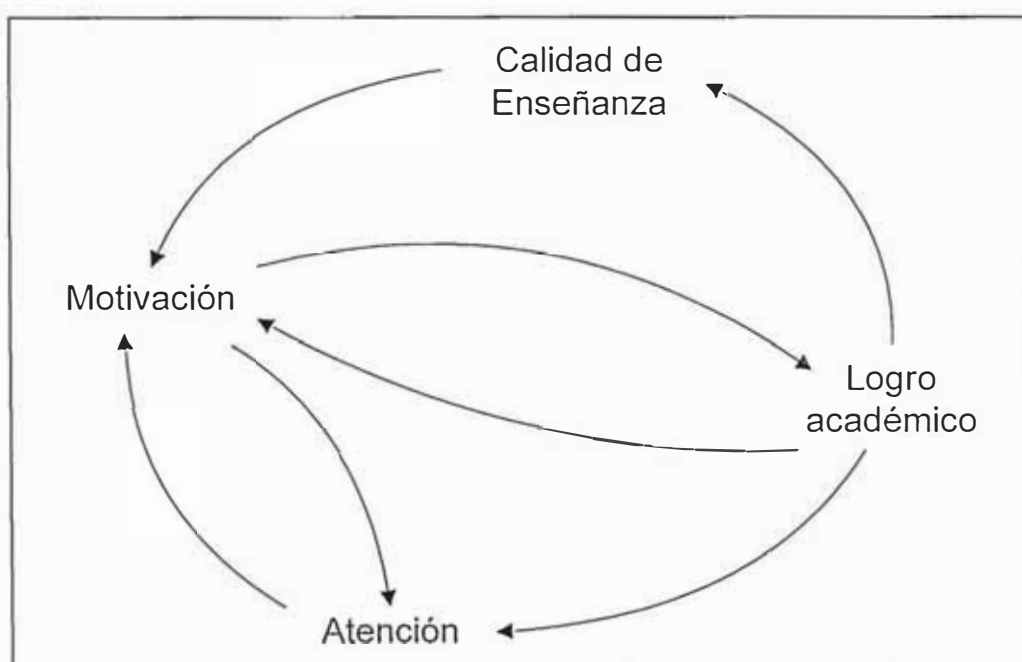 Calidad de
Enseñanza
Motivación
Logro
académico
Atención